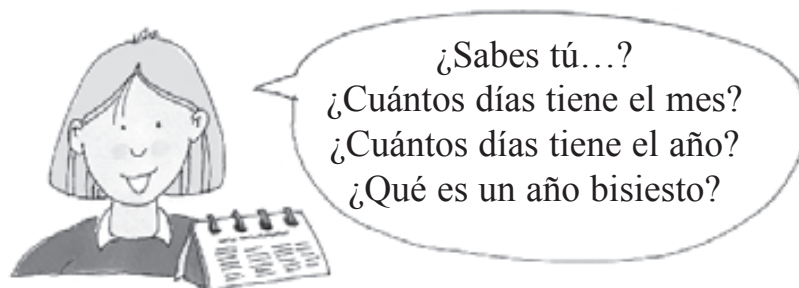 ¿Sabes tú…?
¿Cuántos días tiene el mes?
¿Cuántos días tiene el año?
¿Qué es un año bisiesto?